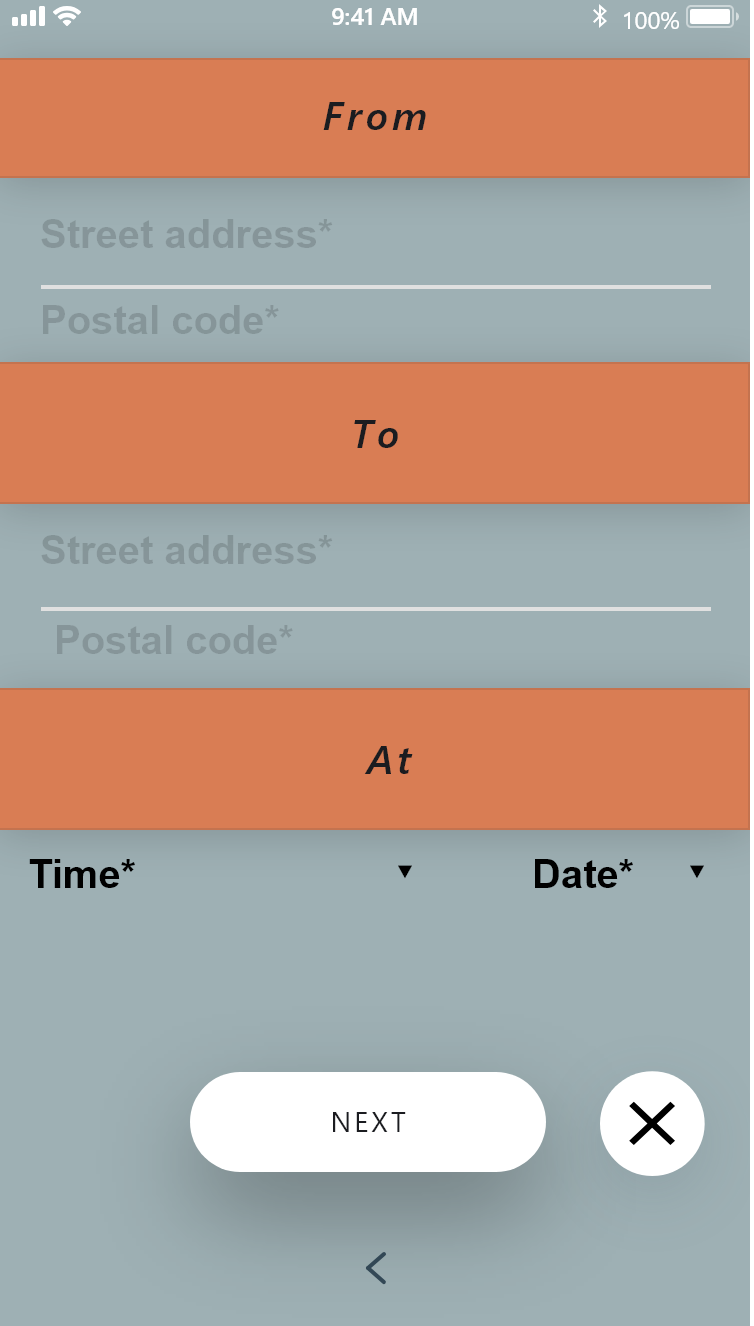 9:41 AM 100%
From
Street address*
Postal code*
To
Street address*
Postal code*
At
Time* ▼ Date* ▼
NEXT